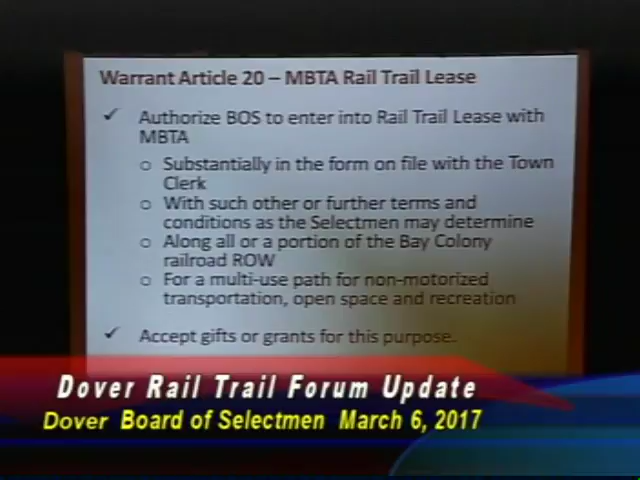 Warrant Article 20 – MBTA Rail Trail Lease
✓ Authorize BOS to enter into Rail Trail Lease with
MBTA
o Substantially in the form on file with the Town
Clerk
o With such other or further terms and
conditions as the Selectmen may determine
o Along all or a portion of the Bay Colony
railroad ROW
o For a multi-use path for non-motorized
transportation, open space and recreation
✓ Accept gifts or grants for this purpose.
Dover Rail Trail Forum Update
Dover Board of Selectmen March 6, 2017